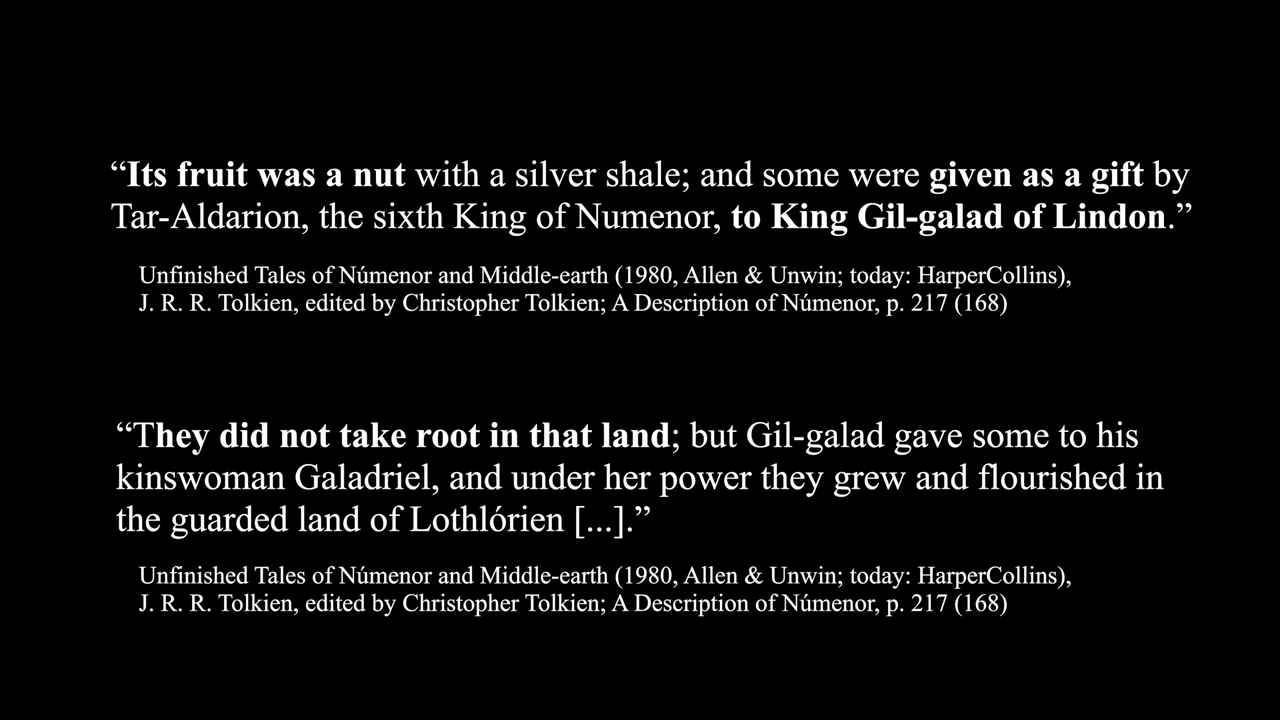 “Its fruit was a nut with a silver shale; and some were given as a gift by
Tar-Aldarion, the sixth King of Numenor, to King Gil-galad of Lindon.”
Unfinished Tales of Númenor and Middle-earth (1980, Allen & Unwin; today: HarperCollins),
J. R. R. Tolkien, edited by Christopher Tolkien; A Description of Númenor, p. 217 (168)
“They did not take root in that land; but Gil-galad gave some to his
kinswoman Galadriel, and under her power they grew and flourished in
the guarded land of Lothlórien [...].”
Unfinished Tales of Númenor and Middle-earth (1980, Allen & Unwin; today: HarperCollins),
J. R. R. Tolkien, edited by Christopher Tolkien; A Description of Númenor, p. 217 (168)